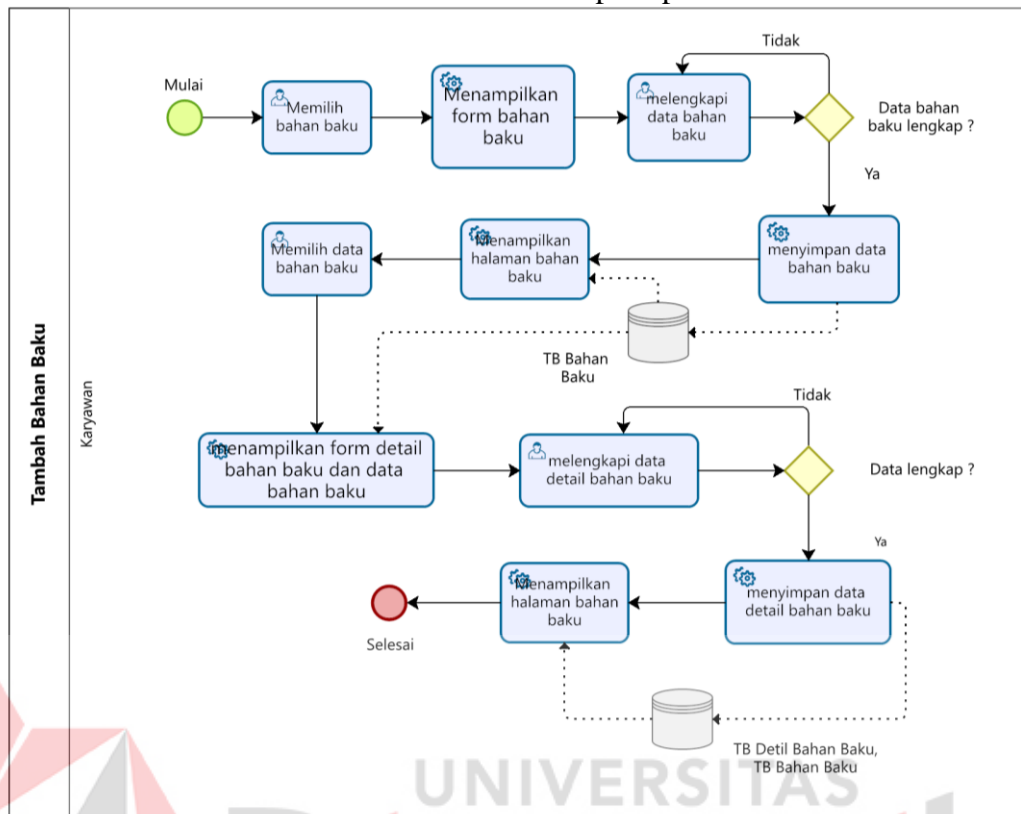 Tambah Bahan Baku
Karyawan
Mulai
Memilih
bahan baku
Menampilkan
form bahan
baku
melengkapi
data bahan
baku
Tidak
Data bahan
baku lengkap ?
Ya
menyimpan data
bahan baku
Menampilkan
halaman bahan
baku
Memilih data
bahan baku
TB Bahan
Baku
menampilkan form detail
bahan baku dan data
bahan baku
melengkapi data
detail bahan baku
Tidak
Data lengkap ?
Ya
menyimpan data
detail bahan baku
Menampilkan
halaman bahan
baku
Selesai
TB Detil Bahan Baku,
TB Bahan Baku
UNIVERSITAS